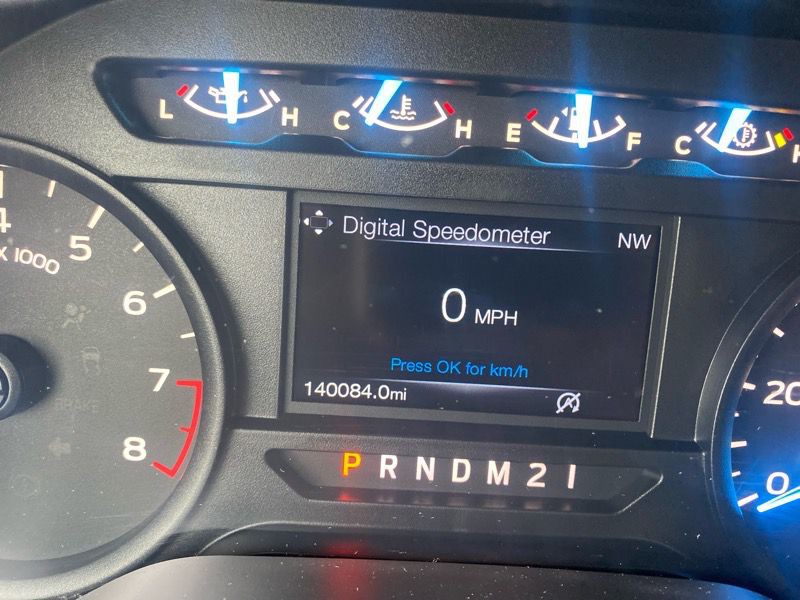 L H C H E F C H
4
X 1000
5
6
7
8
Digital Speedometer NW
0 MPH
Press OK for km/h
140084.0mi
P R N D M 2 1
20
0